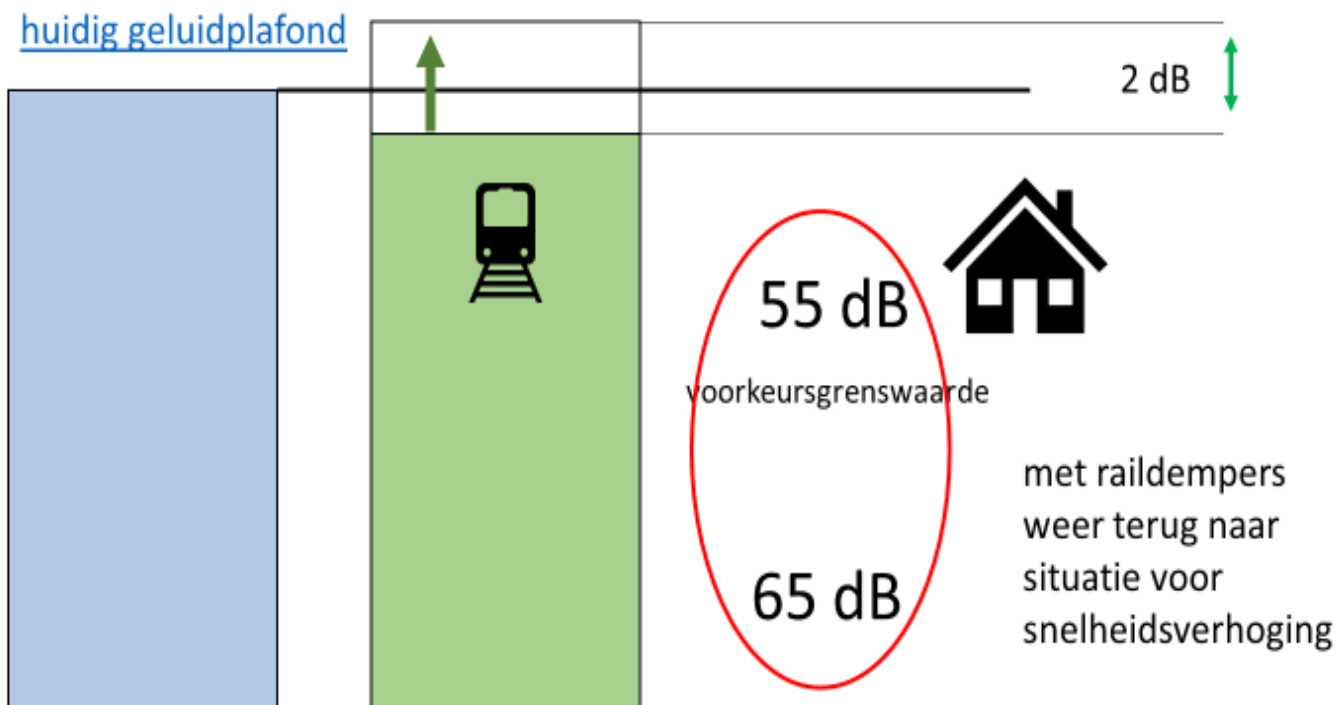 huidig geluidplafond
2 dB
55 dB
voorkeursgrenswaarde
65 dB
met raildempers
weer terug naar
situatie voor
snelheidsverhoging